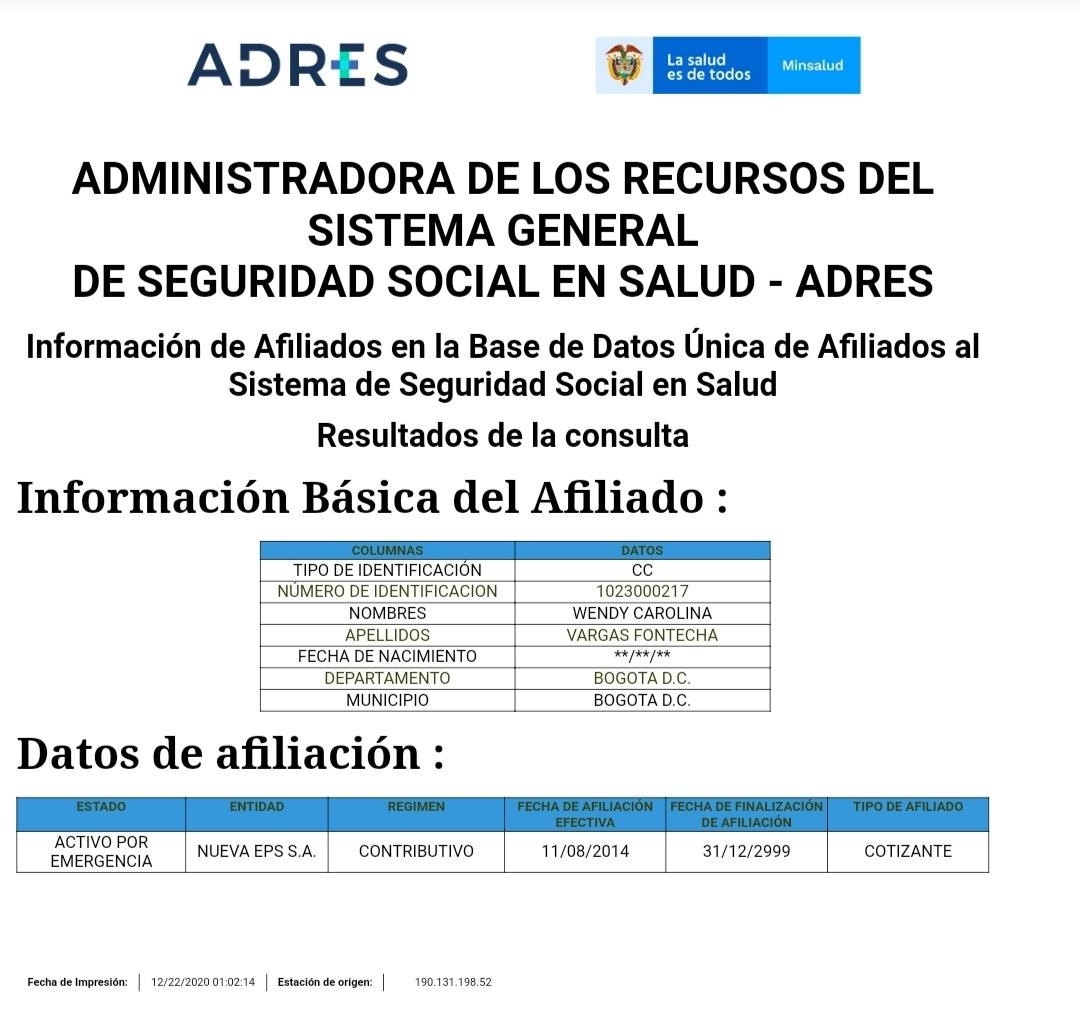 ADRES
La salud
es de todos
Minsalud
ADMINISTRADORA DE LOS RECURSOS DEL
SISTEMA GENERAL
DE SEGURIDAD SOCIAL EN SALUD - ADRES
Información de Afiliados en la Base de Datos Única de Afiliados al
Sistema de Seguridad Social en Salud
Resultados de la consulta
Información Básica del Afiliado :
COLUMNAS DATOS
TIPO DE IDENTIFICACIÓN CC
NÚMERO DE IDENTIFICACION 1023000217
NOMBRES WENDY CAROLINA
APELLIDOS VARGAS FONTECHA
FECHA DE NACIMIENTO **/**/**
DEPARTAMENTO BOGOTA D.C.
MUNICIPIO BOGOTA D.C.
Datos de afiliación :
ESTADO ENTIDAD REGIMEN FECHA DE AFILIACIÓN FECHA DE FINALIZACIÓN TIPO DE AFILIADO
EFECTIVA DE AFILIACIÓN
ACTIVO POR
EMERGENCIA NUEVA EPS S.A. CONTRIBUTIVO 11/08/2014 31/12/2999 COTIZANTE
Fecha de Impresión: 12/22/2020 01:02:14 Estación de origen: 190.131.198.52